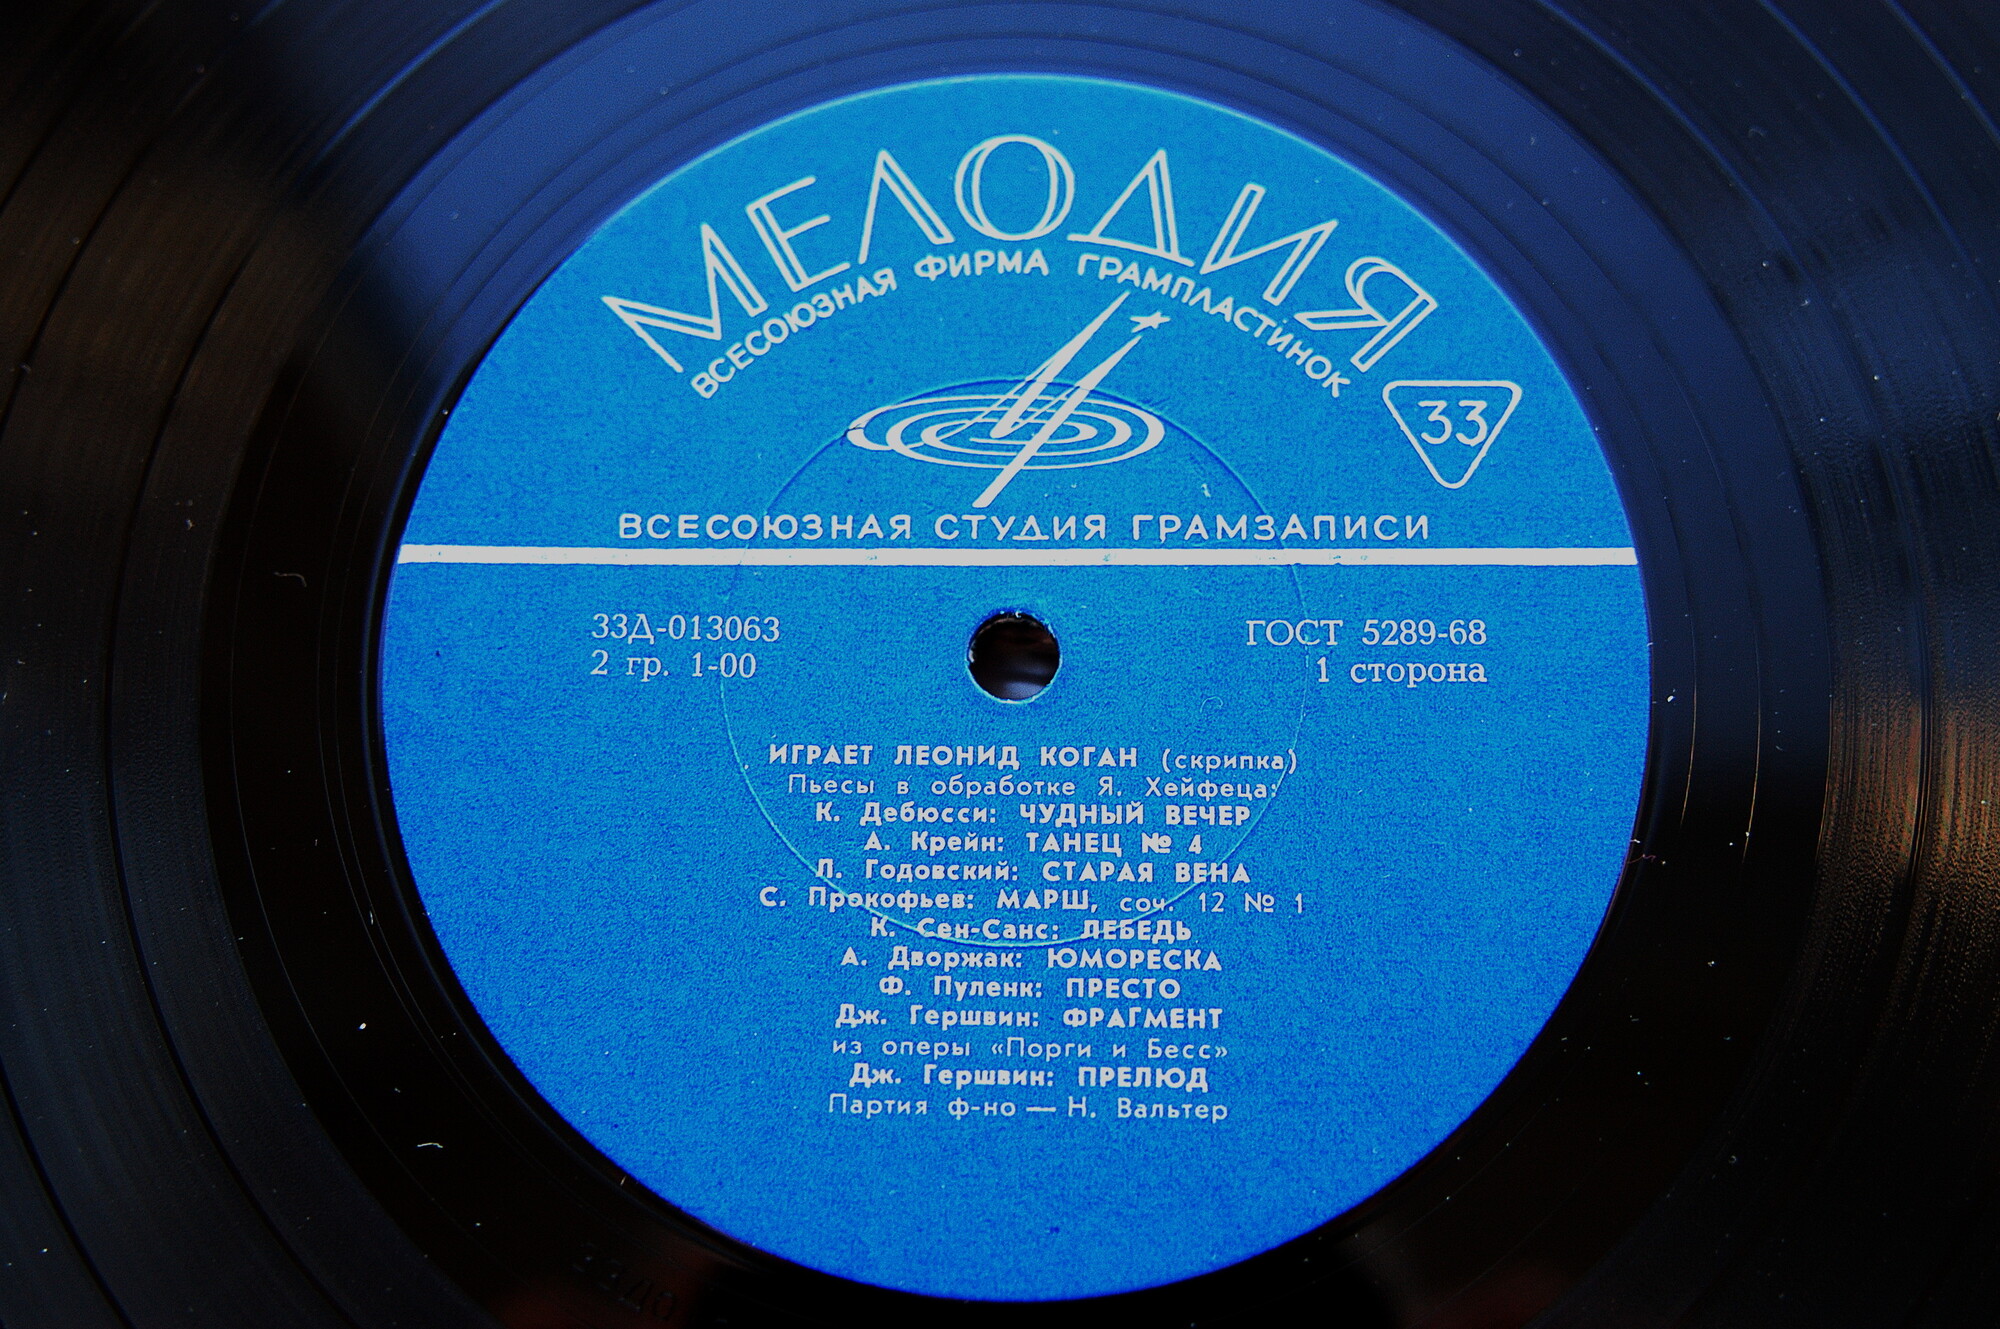 МЕЛОДИЯ
ВСЕСОЮЗНАЯ ФИРМА ГРАМПЛАСТИНОК
33
ВСЕСОЮЗНАЯ СТУДИЯ ГРАМЗАПИСИ
33Д-013063
2 гр. 1-00
ГОСТ 5289-68
1 сторона
ИГРАЕТ ЛЕОНИД КОГАН (скрипка)
Пьесы в обработке Я. Хейфеца:
К. Дебюсси: ЧУДНЫЙ ВЕЧЕР
А. Крейн: ТАНЕЦ № 4
Л. Годовский: СТАРАЯ ВЕНА
С. Прокофьев: МАРШ, соч. 12 № 1
К. Сен-Санс: ЛЕБЕДЬ
А. Дворжак: ЮМОРЕСКА
Ф. Пуленк: ПРЕСТО
Дж. Гершвин: ФРАГМЕНТ
из оперы «Порги и Бесс»
Дж. Гершвин: ПРЕЛЮД
Партия ф-но — Н. Вальтер